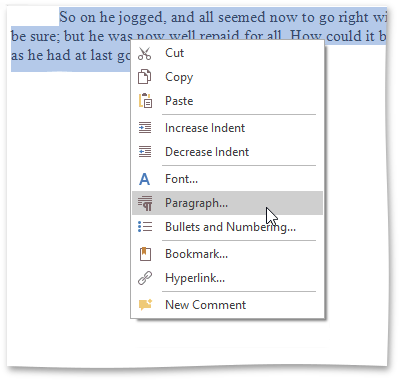 So on he jogged, and all seemed now to go right wi
be sure; but he was now well repaid for all. How could it b
as he had at last go
Cut
Copy
Paste
Increase Indent
Decrease Indent
Font...
Paragraph...
Bullets and Numbering...
Bookmark...
Hyperlink...
New Comment